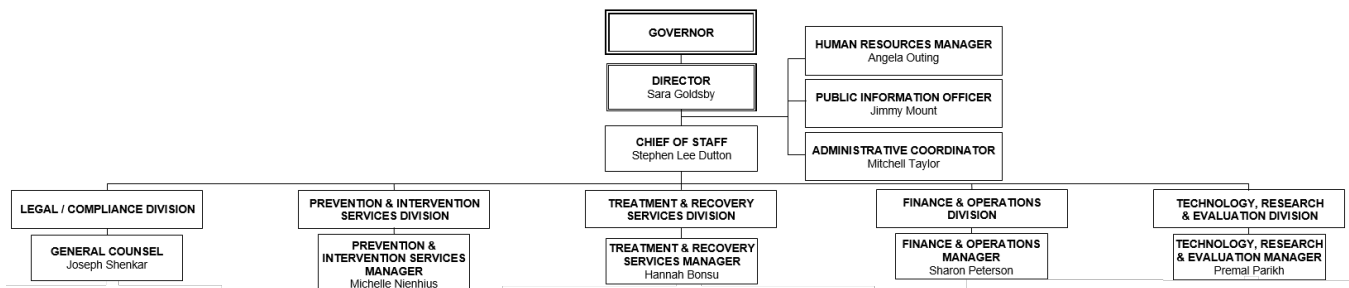 GOVERNOR
DIRECTOR
Sara Goldsby
HUMAN RESOURCES MANAGER
Angela Outing
PUBLIC INFORMATION OFFICER
Jimmy Mount
ADMINISTRATIVE COORDINATOR
Mitchell Taylor
CHIEF OF STAFF
Stephen Lee Dutton
LEGAL / COMPLIANCE DIVISION
GENERAL COUNSEL
Joseph Shenkar
PREVENTION & INTERVENTION
SERVICES DIVISION
PREVENTION &
INTERVENTION SERVICES
MANAGER
Michelle Nienhius
TREATMENT & RECOVERY
SERVICES DIVISION
TREATMENT & RECOVERY
SERVICES MANAGER
Hannah Bonsu
FINANCE & OPERATIONS
DIVISION
FINANCE & OPERATIONS
MANAGER
Sharon Peterson
TECHNOLOGY, RESEARCH
& EVALUATION DIVISION
TECHNOLOGY, RESEARCH
& EVALUATION MANAGER
Premal Parikh